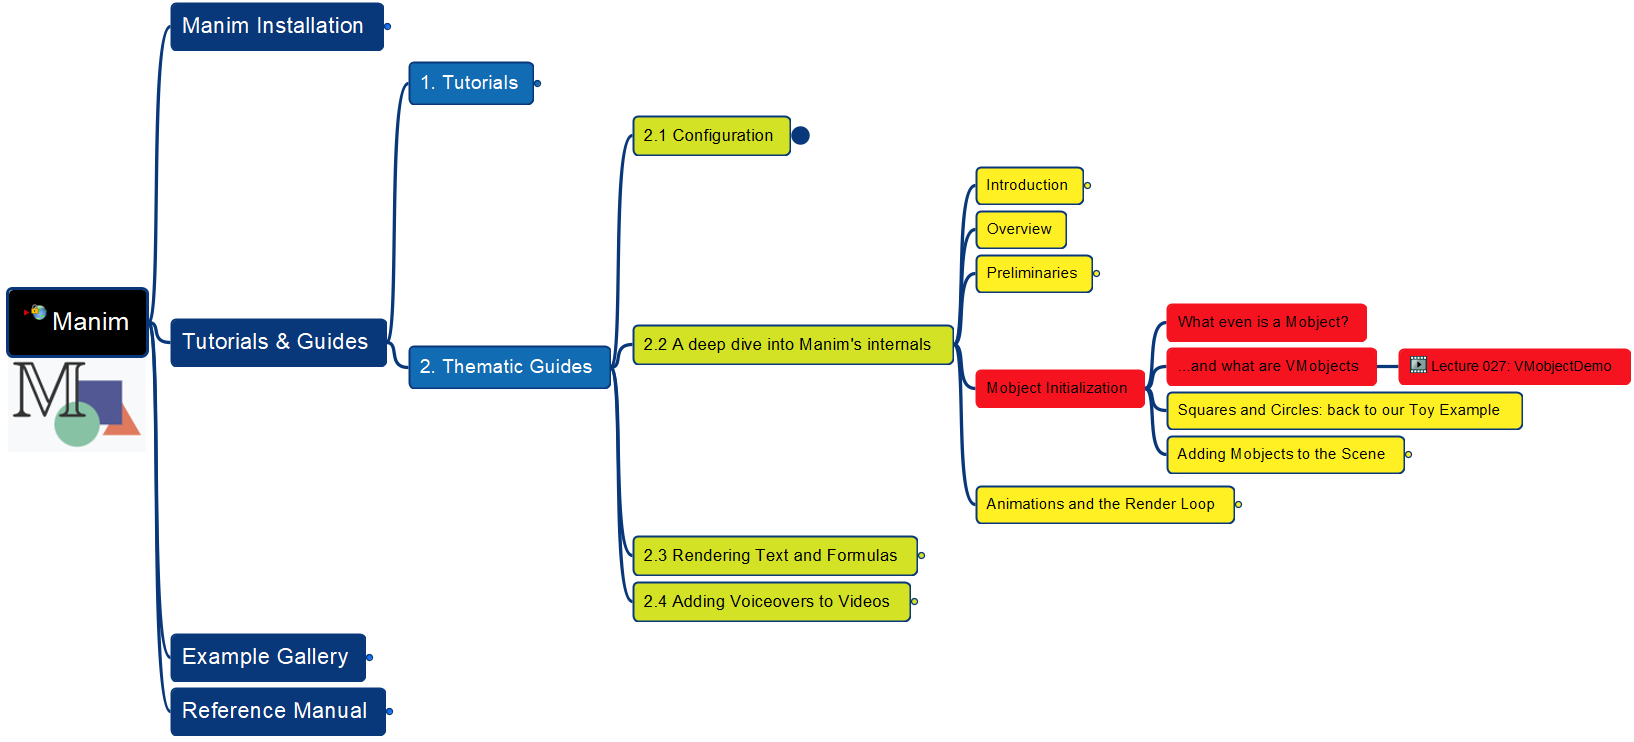 Manim Installation
1. Tutorials
2.1 Configuration
Introduction
Overview
Preliminaries
Manim
What even is a Mobject?
Tutorials & Guides
2.2 A deep dive into Manim's internals
2. Thematic Guides
...and what are VMobjects
Lecture 027: VMobjectDemo
Mobject Initialization
M
Squares and Circles: back to our Toy Example
Adding Mobjects to the Scene
Animations and the Render Loop
2.3 Rendering Text and Formulas
2.4 Adding Voiceovers to Videos
Example Gallery
Reference Manual